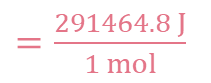 = 291464.8 J
1 mol